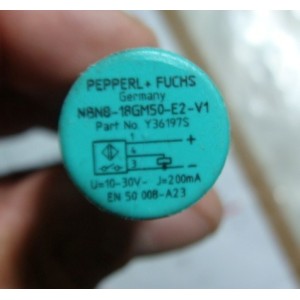 PEPPERL + FUCHS
Germany
NBN8-18GM50-E2-V1
Part No. Y36197S
1 +
4
3 -
U=10-30V⎓ J=200mA
EN 50 008-A23